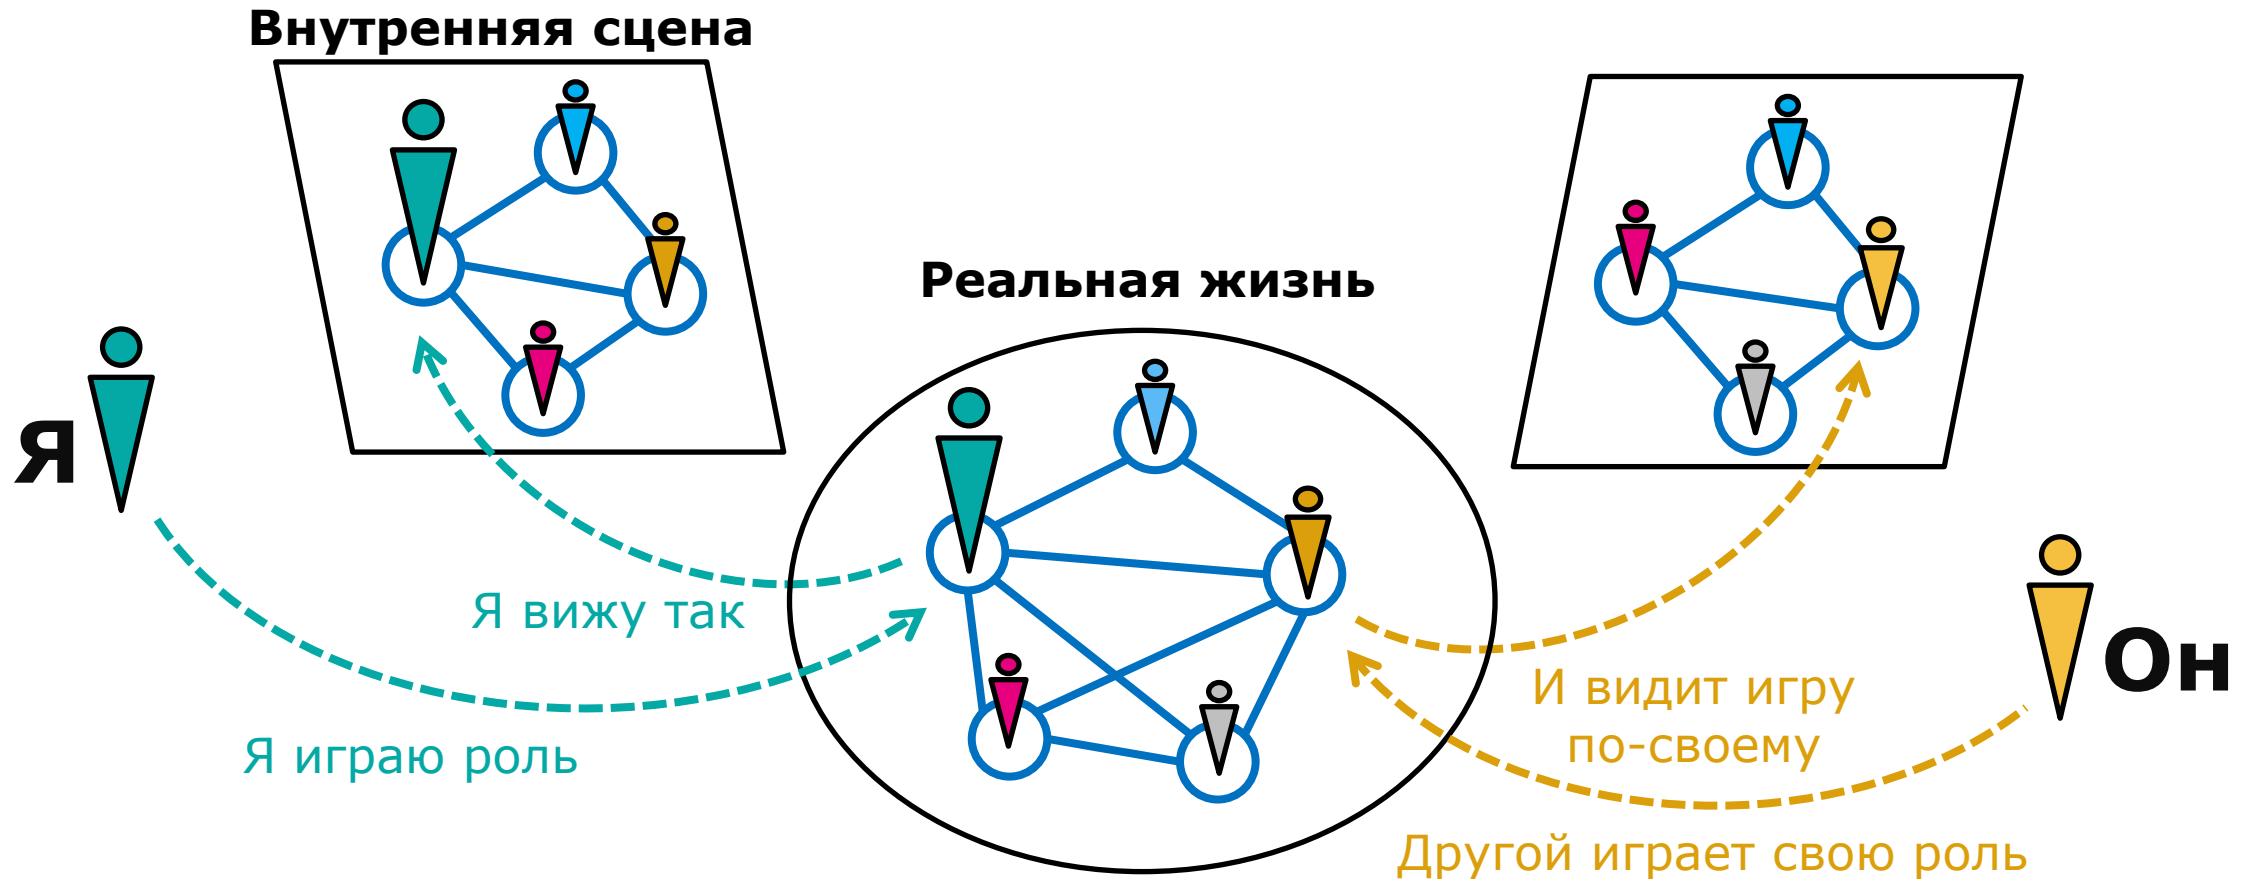 Внутренняя сцена
Реальная жизнь
Я
Я вижу так
Я играю роль
Он
И видит игру
по-своему
Другой играет свою роль